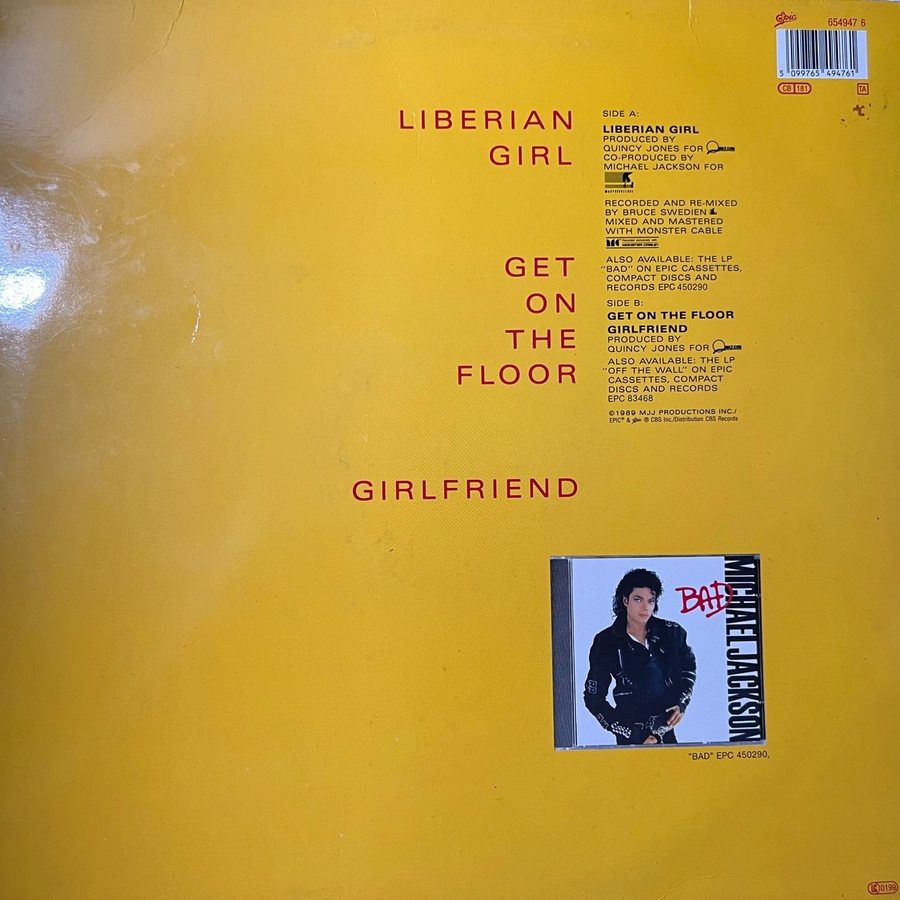 Epic
654947 6
5 099765 494761
CB 181
TA
LIBERIAN
GIRL
GET
ON
THE
FLOOR
GIRLFRIEND
SIDE A:
LIBERIAN GIRL
PRODUCED BY
QUINCY JONES FOR
CO-PRODUCED BY
MICHAEL JACKSON FOR
MJJ PRODUCTIONS
RECORDED AND RE-MIXED
BY BRUCE SWEDIEN
MIXED AND MASTERED
WITH MONSTER CABLE
MONSTER CABLE
ALSO AVAILABLE: THE LP
"BAD" ON EPIC CASSETTES,
COMPACT DISCS AND
RECORDS EPC 450290
SIDE B:
GET ON THE FLOOR
GIRLFRIEND
PRODUCED BY
QUINCY JONES FOR
ALSO AVAILABLE: THE LP
"OFF THE WALL" ON EPIC
CASSETTES, COMPACT
DISCS AND RECORDS
EPC 83468
©1989 MJJ PRODUCTIONS INC./
EPIC® & Epic ® CBS Inc./Distribution CBS Records
BAD
MICHAEL JACKSON
"BAD" EPC 450290,
LC 0199